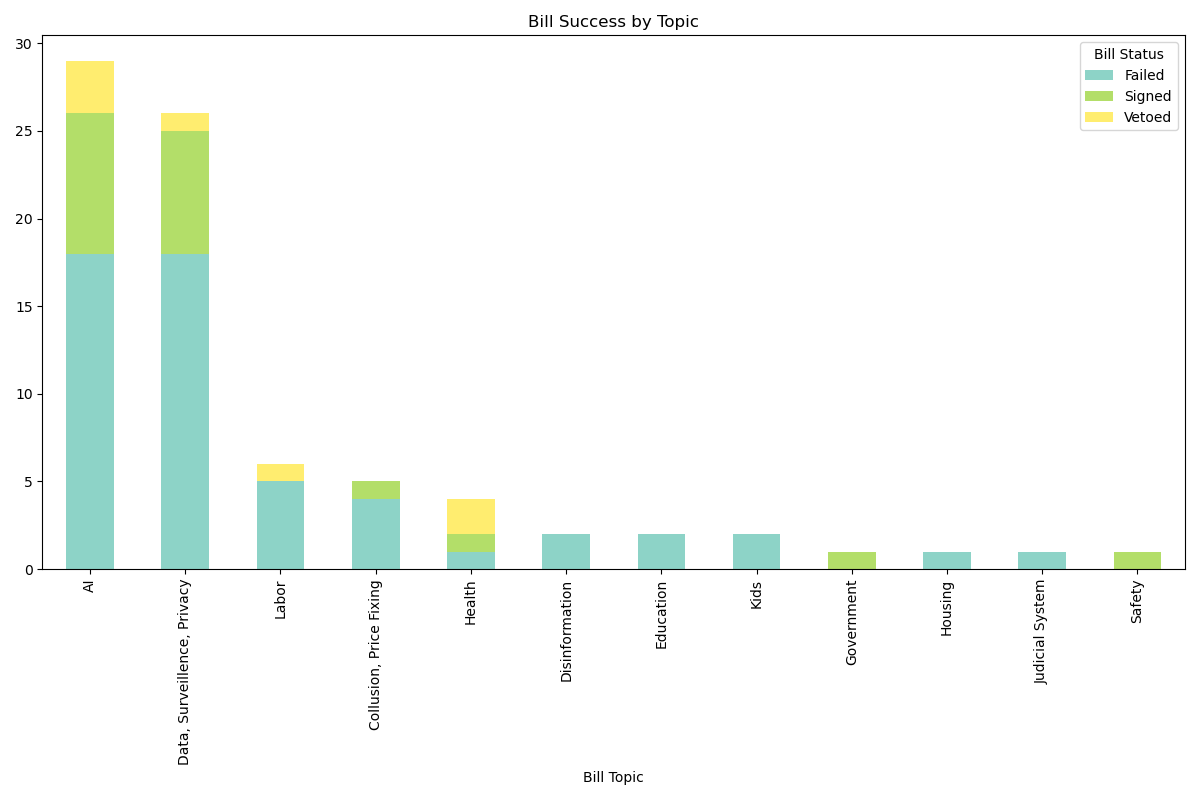 Bill Success by Topic
30
25
20
15
10
5
0
Bill Status
Failed
Signed
Vetoed
AI
Data, Surveillence, Privacy
Labor
Collusion, Price Fixing
Health
Disinformation
Education
Kids
Government
Housing
Judicial System
Safety
Bill Topic